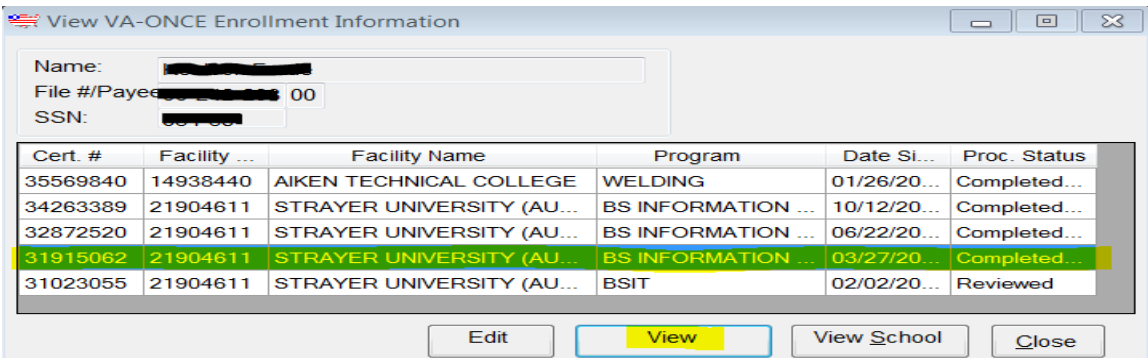 View VA-ONCE Enrollment Information
Name:
File #/Payee 00
SSN:
Cert. # Facility ... Facility Name Program Date Si... Proc. Status
35569840 14938440 AIKEN TECHNICAL COLLEGE WELDING 01/26/20... Completed...
34263389 21904611 STRAYER UNIVERSITY (AU... BS INFORMATION ... 10/12/20... Completed...
32872520 21904611 STRAYER UNIVERSITY (AU... BS INFORMATION ... 06/22/20... Completed...
31915062 21904611 STRAYER UNIVERSITY (AU... BS INFORMATION ... 03/27/20... Completed...
31023055 21904611 STRAYER UNIVERSITY (AU... BSIT 02/02/20... Reviewed
Edit View View School Close